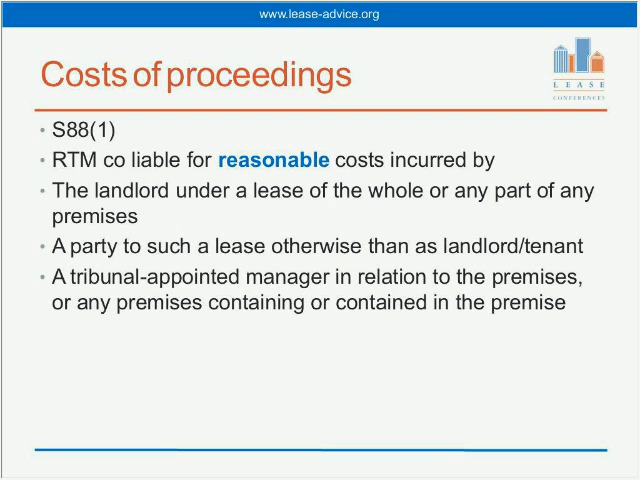 www.lease-advice.org
Costs of proceedings
LEASE
CONFERENCES
• S88(1)
• RTM co liable for reasonable costs incurred by
• The landlord under a lease of the whole or any part of any
premises
• A party to such a lease otherwise than as landlord/tenant
• A tribunal-appointed manager in relation to the premises,
or any premises containing or contained in the premise